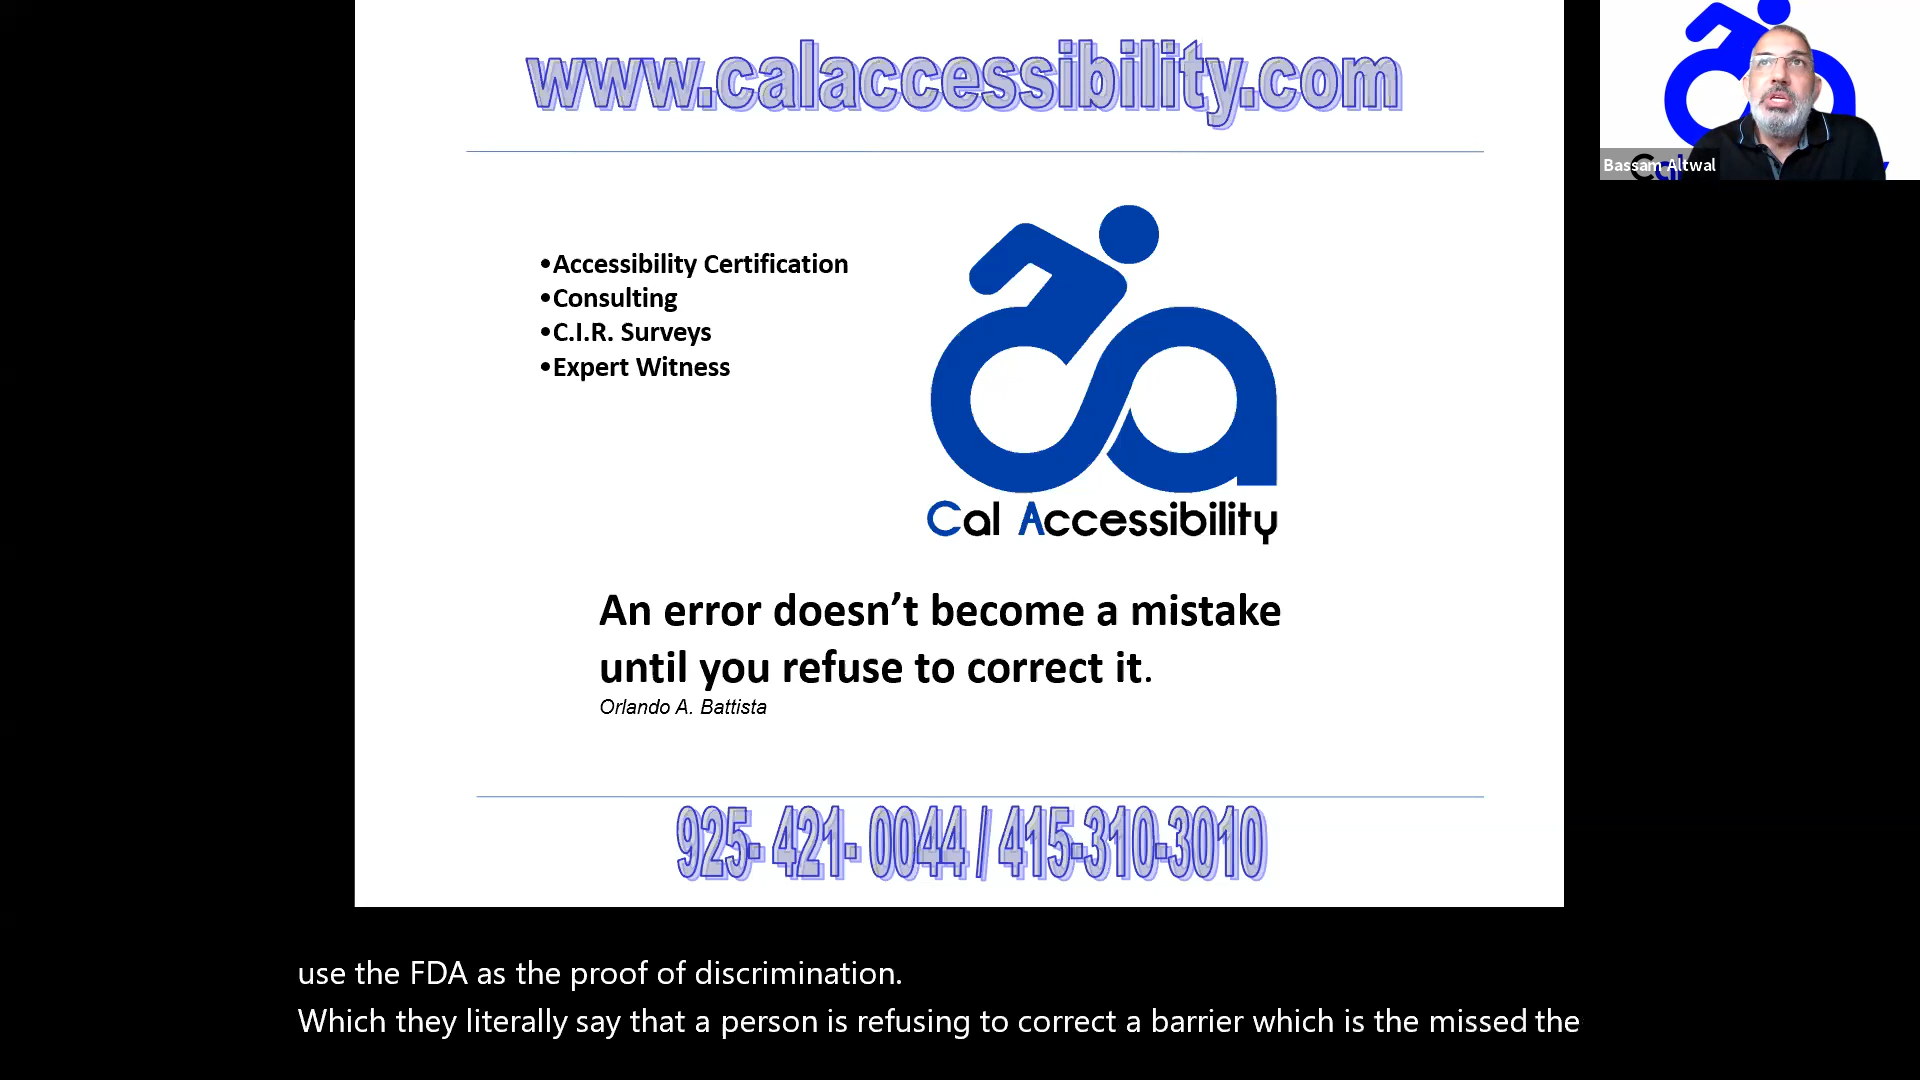 www.calaccessibility.com
•Accessibility Certification
•Consulting
•C.I.R. Surveys
•Expert Witness
Cal Accessibility
An error doesn’t become a mistake
until you refuse to correct it.
Orlando A. Battista
925- 421- 0044 / 415-310-3010
Bassam Altwal
use the FDA as the proof of discrimination.
Which they literally say that a person is refusing to correct a barrier which is the missed the